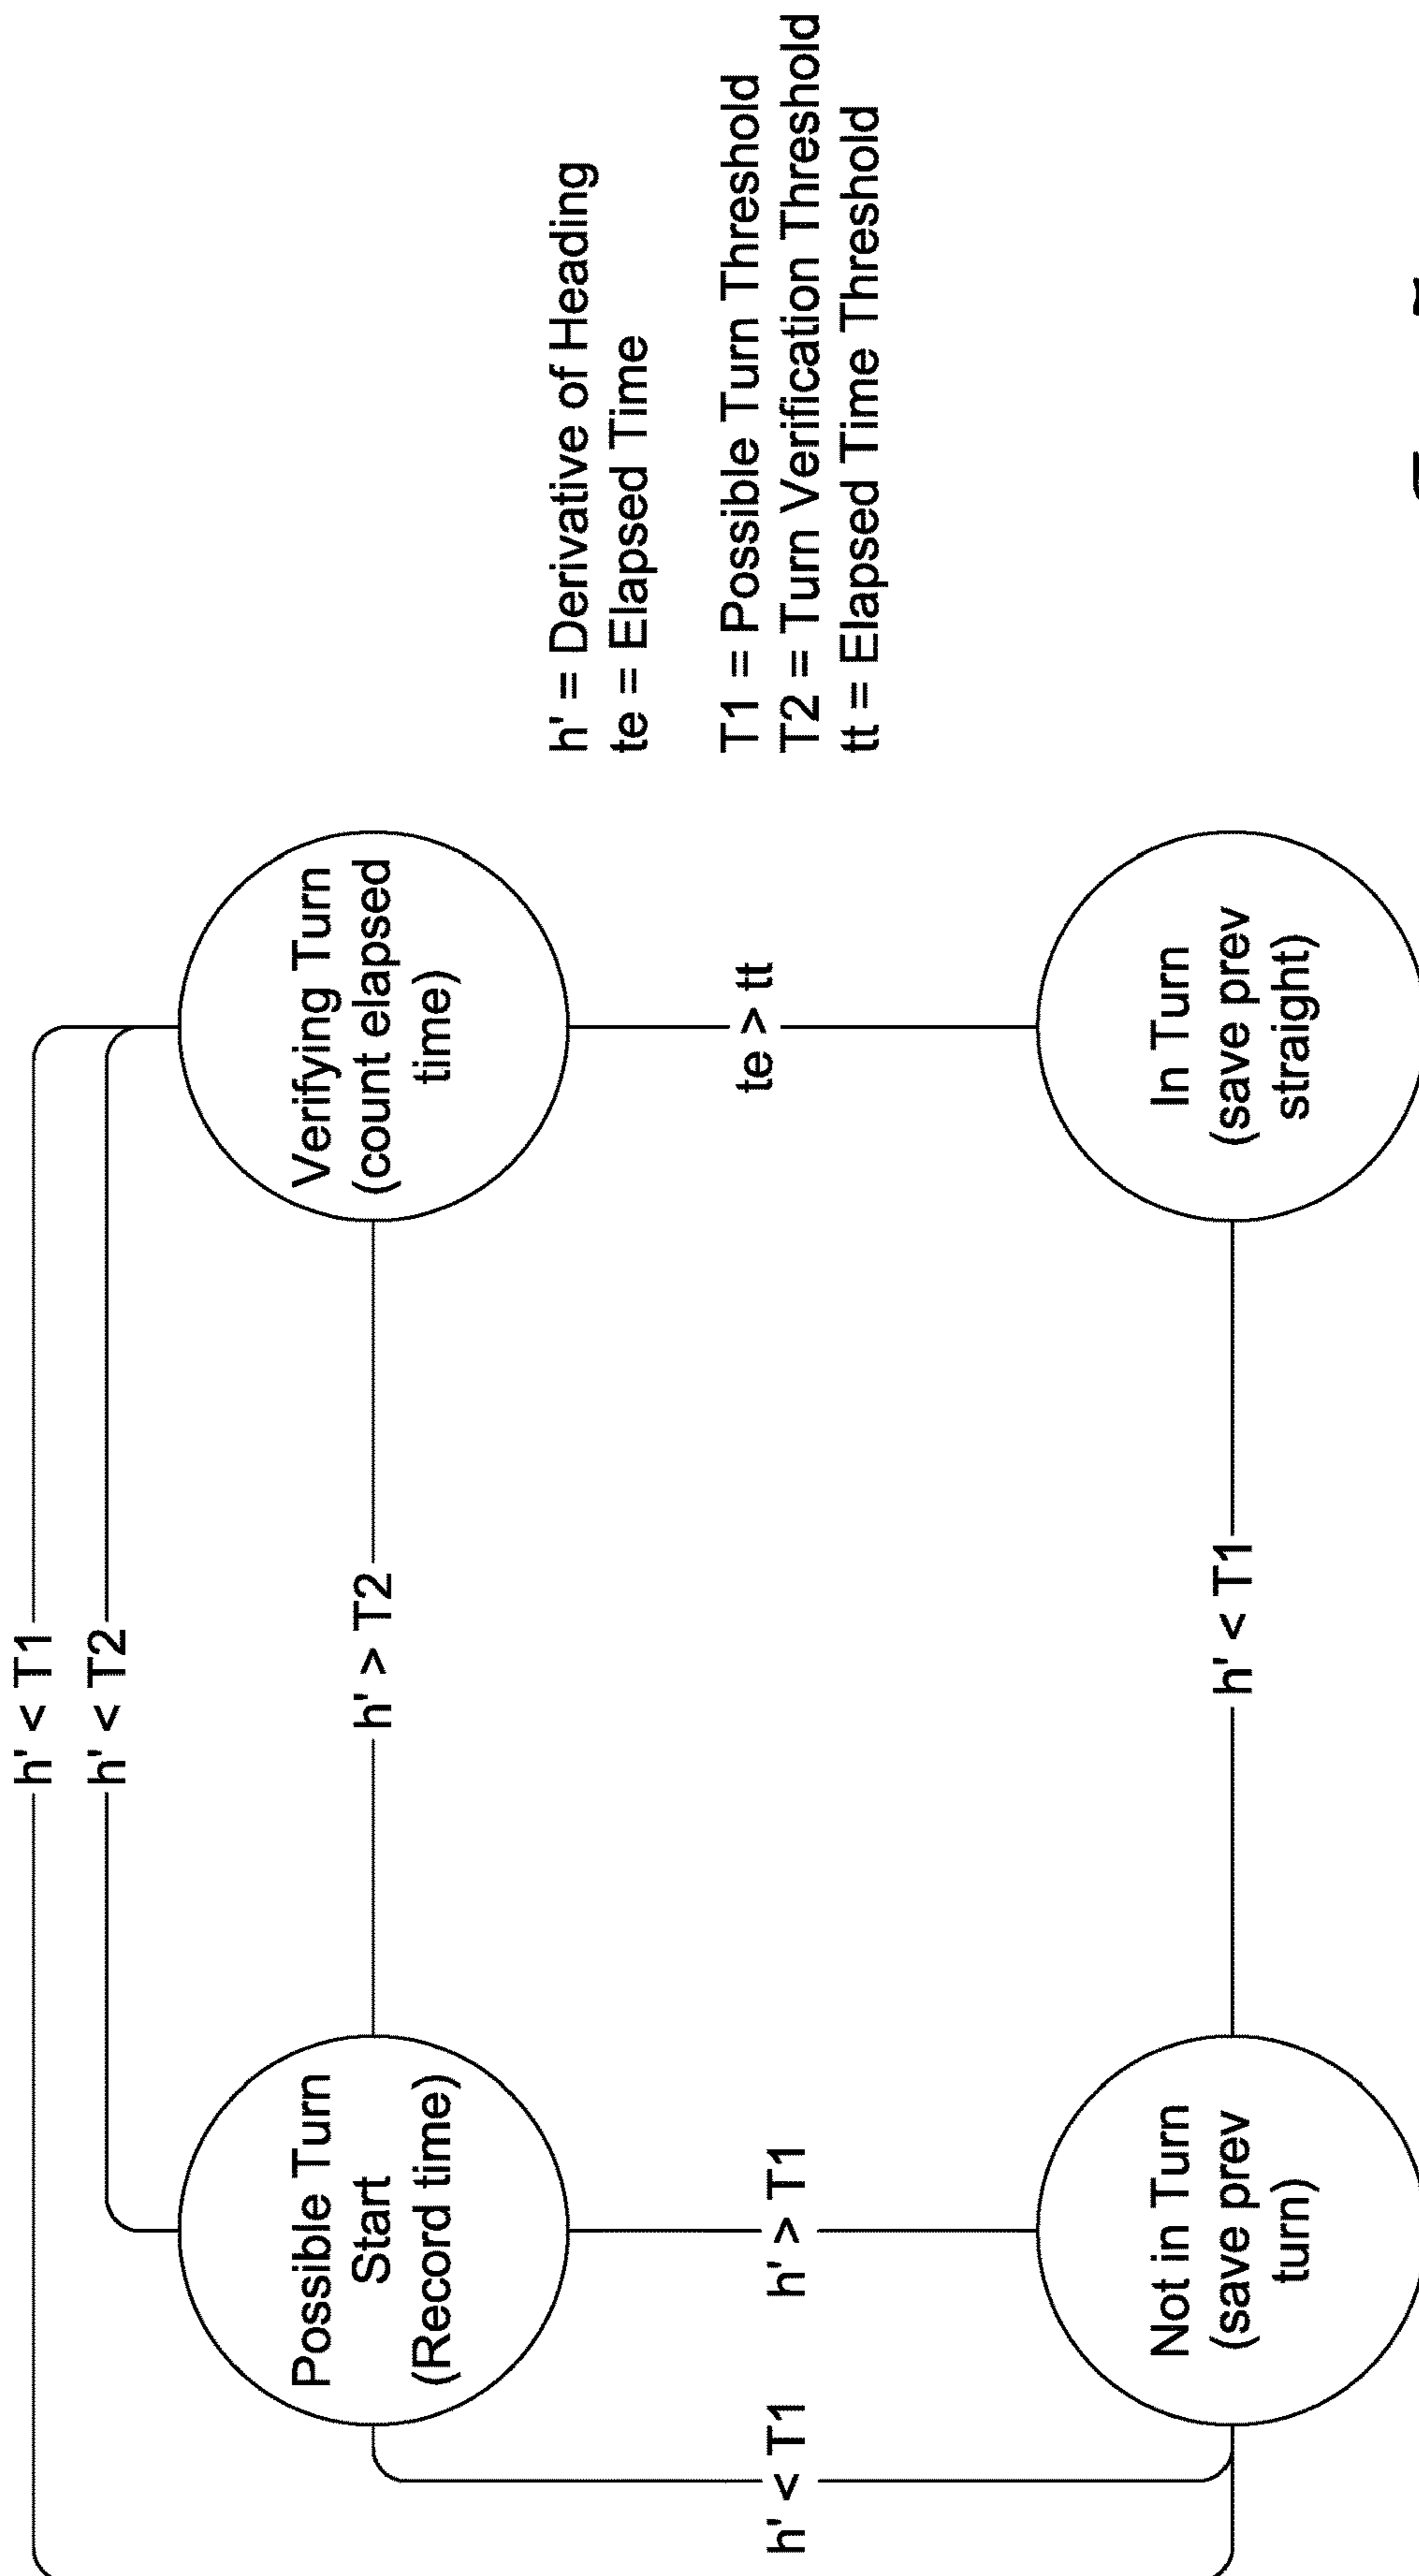 h' < T1
h' < T2
Possible Turn
Start
(Record time)
h' > T2
Verifying Turn
(count elapsed
time)
h' < T1
h' > T1
te > tt
h' = Derivative of Heading
te = Elapsed Time
T1 = Possible Turn Threshold
T2 = Turn Verification Threshold
tt = Elapsed Time Threshold
Not in Turn
(save prev
turn)
h' < T1
In Turn
(save prev
straight)